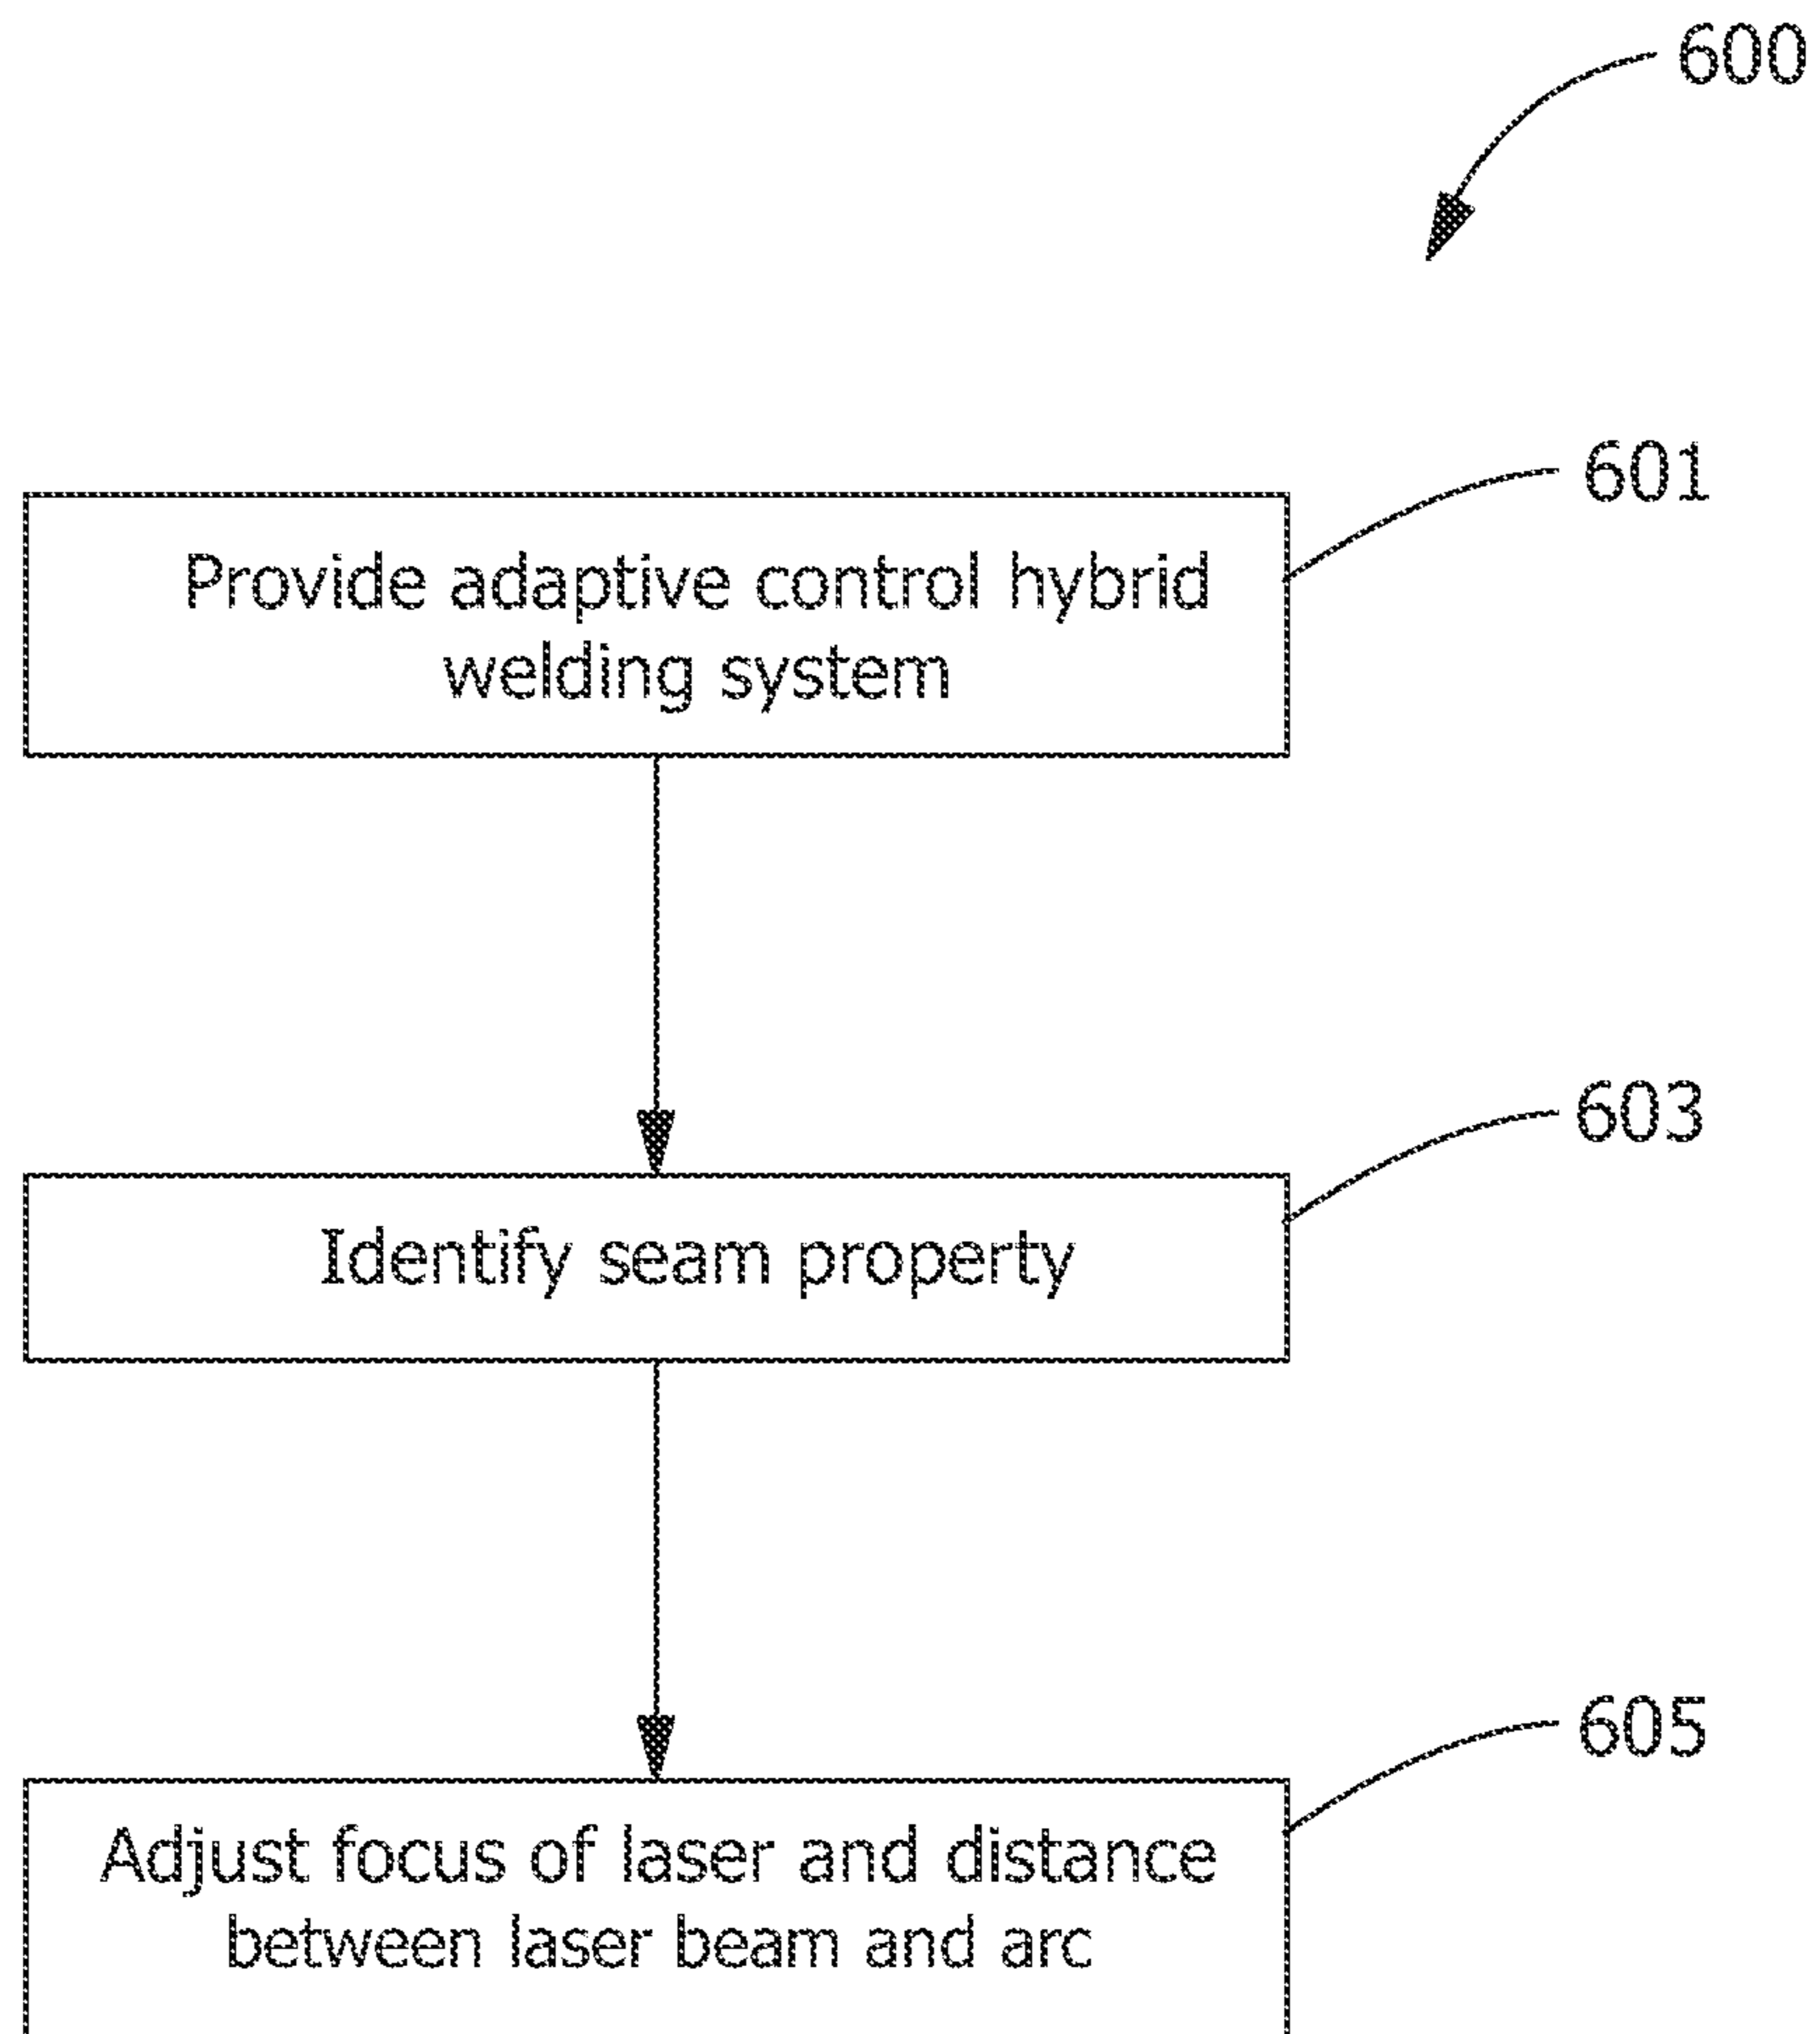 600
601
Provide adaptive control hybrid
welding system
603
Identify seam property
605
Adjust focus of laser and distance
between laser beam and arc